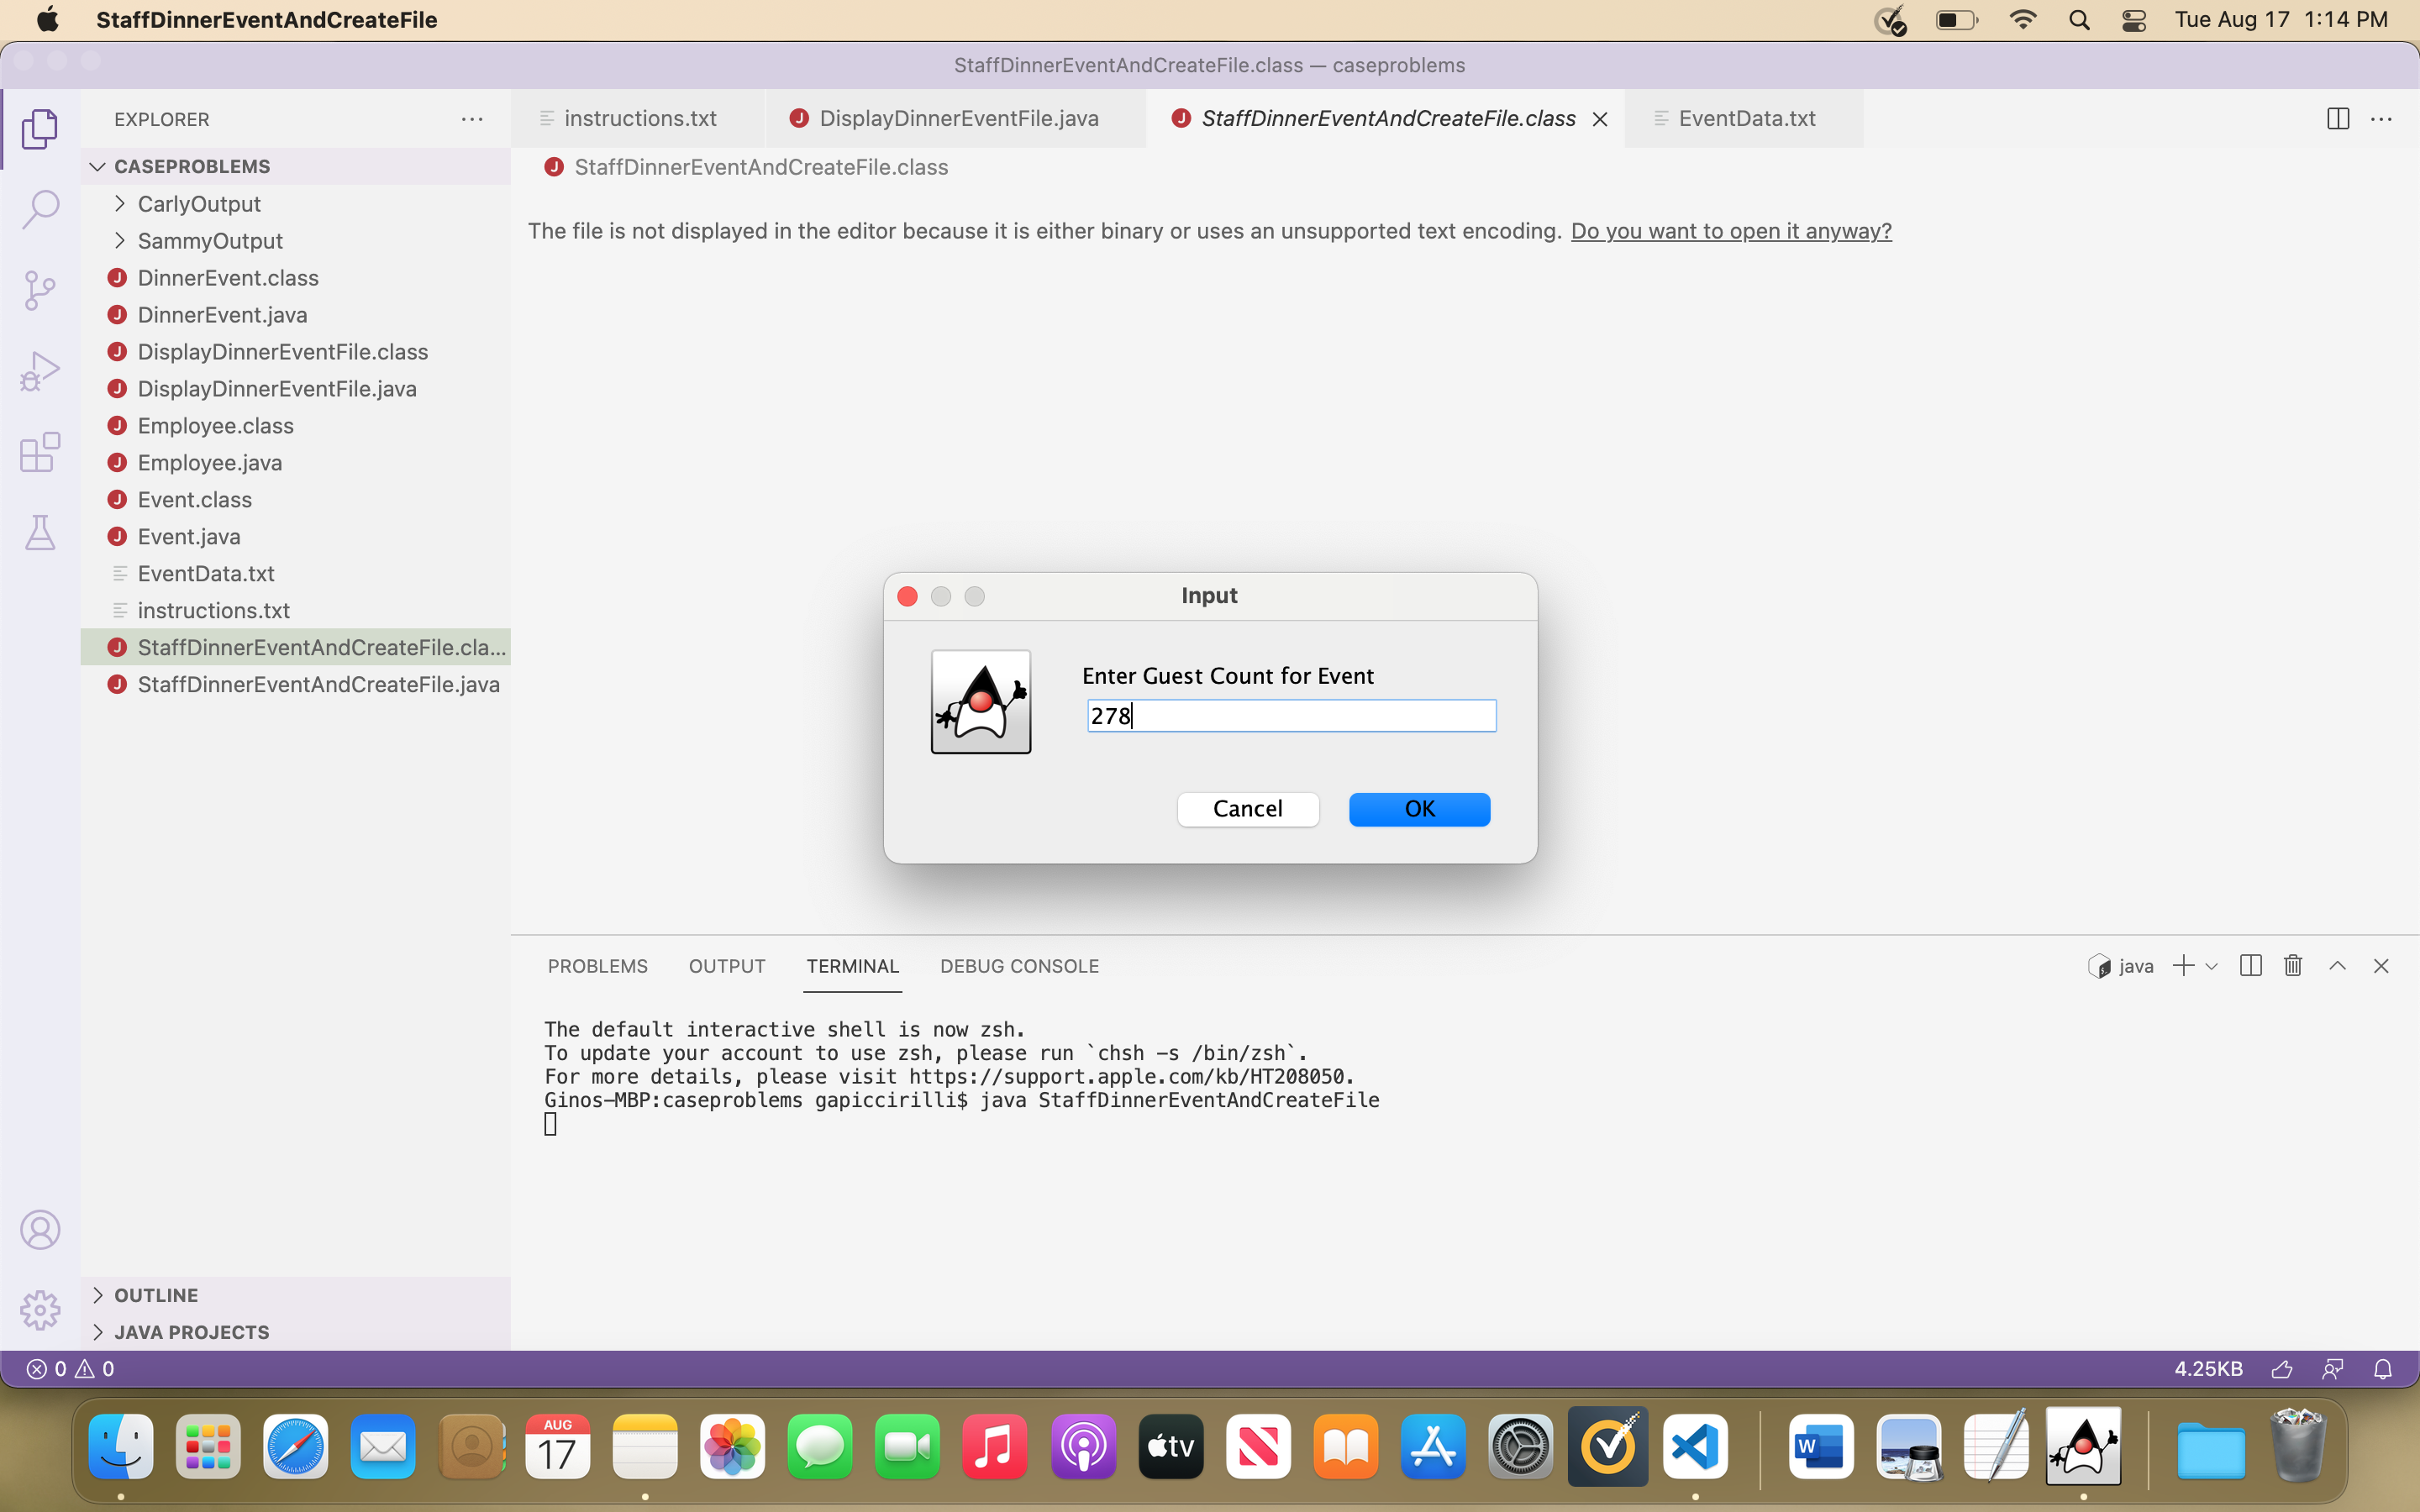 StaffDinnerEventAndCreateFile
Tue Aug 17 1:14 PM
StaffDinnerEventAndCreateFile.class — caseproblems
EXPLORER
instructions.txt
DisplayDinnerEventFile.java
StaffDinnerEventAndCreateFile.class
EventData.txt
CASEPROBLEMS
CarlyOutput
SammyOutput
DinnerEvent.class
DinnerEvent.java
DisplayDinnerEventFile.class
DisplayDinnerEventFile.java
Employee.class
Employee.java
Event.class
Event.java
EventData.txt
instructions.txt
StaffDinnerEventAndCreateFile.cla...
StaffDinnerEventAndCreateFile.java
OUTLINE
JAVA PROJECTS
StaffDinnerEventAndCreateFile.class
The file is not displayed in the editor because it is either binary or uses an unsupported text encoding. Do you want to open it anyway?
Input
Enter Guest Count for Event
278
Cancel
OK
PROBLEMS
OUTPUT
TERMINAL
DEBUG CONSOLE
java
The default interactive shell is now zsh.
To update your account to use zsh, please run `chsh -s /bin/zsh`.
For more details, please visit https://support.apple.com/kb/HT208050.
Ginos-MBP:caseproblems gapiccirilli$ java StaffDinnerEventAndCreateFile
0 0
4.25KB
AUG
17
tv
W